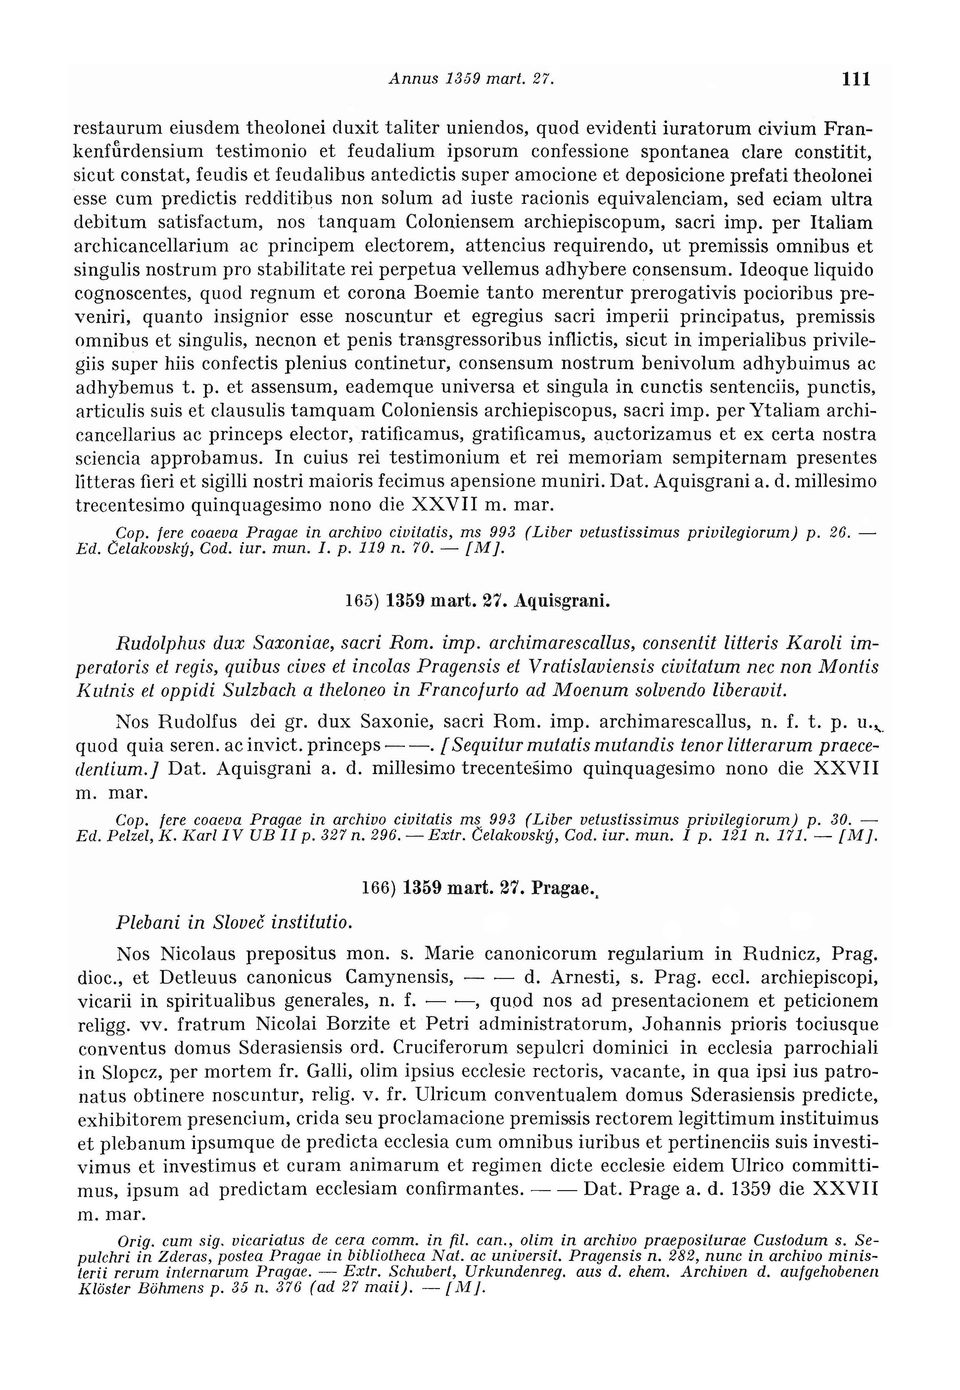 Annus 1359 mart. 27. 111
restaurum eiusdem theolonei duxit taliter uniendos, quod evidenti iuratorum civium Fran-
kenfůrdensium testimonio et feudalium ipsorum confessione spontanea clare constitit,
sicut constat, feudis et feudalibus antedictis super amocione et deposicione prefati theolonei
esse cum predictis redditibus non solum ad iuste racionis equivalenciam, sed eciam ultra
debitum satisfactum, nos tanquam Coloniensem archiepiscopum, sacri imp. per Italiam
archicancellarium ac principem electorem, attencius requirendo, ut premissis omnibus et
singulis nostrum pro stabilitate rei perpetua vellemus adhybere consensum. Ideoque liquido
cognoscentes, quod regnum et corona Boemie tanto merentur prerogativis pocioribus pre-
veniri, quanto insignior esse noscuntur et egregius sacri imperii principatus, premissis
omnibus et singulis, necnon et penis transgressoribus inflictis, sicut in imperialibus privile-
giis super hiis confectis plenius continetur, consensum nostrum benivolum adhybuimus ac
adhybemus t. p. et assensum, eademque universa et singula in cunctis sentenciis, punctis,
articulis suis et clausulis tamquam Coloniensis archiepiscopus, sacri imp. per Ytaliam archi-
cancellarius ac princeps elector, ratificamus, gratificamus, auctorizamus et ex certa nostra
sciencia approbamus. In cuius rei testimonium et rei memoriam sempiternam presentes
litteras fieri et sigilli nostri maioris fecimus apensione muniri. Dat. Aquisgrani a. d. millesimo
trecentesimo quinquagesimo nono die XXVII m. mar.
Cop. fere coaeva Pragae in archivo civitatis, ms 993 (Liber vetustissimus privilegiorum) p. 26. —
Ed. Čelakovský, Cod. iur. mun. I. p. 119 n. 70. — [M].
165) 1359 mart. 27. Aquisgrani.
Rudolphus dux Saxoniae, sacri Rom. imp. archimarescallus, consentit litteris Karoli im-
peratoris et regis, quibus cives et incolas Pragensis et Vratislaviensis civitatum nec non Montis
Kutnis et oppidi Sulzbach a theloneo in Francofurto ad Moenum solvendo liberavit.
Nos Rudolfus dei gr. dux Saxonie, sacri Rom. imp. archimarescallus, n. f. t. p. u.,
quod quia seren. ac invict. princeps — —. [Sequitur mutatis mutandis tenor litterarum praece-
dentium.] Dat. Aquisgrani a. d. millesimo trecentesimo quinquagesimo nono die XXVII
m. mar.
Cop. fere coaeva Pragae in archivo civitatis ms 993 (Liber vetustissimus privilegiorum) p. 30. —
Ed. Pelzel, K. Karl IV UB II p. 327 n. 296. — Extr. Čelakovský, Cod. iur. mun. I p. 121 n. 171. — [M].
166) 1359 mart. 27. Pragae.
Plebani in Sloveč institutio.
Nos Nicolaus prepositus mon. s. Marie canonicorum regularium in Rudnicz, Prag.
dioc., et Detleuus canonicus Camynensis, — — d. Arnesti, s. Prag. eccl. archiepiscopi,
vicarii in spiritualibus generales, n. f. — —, quod nos ad presentacionem et peticionem
religg. vv. fratrum Nicolai Borzite et Petri administratorum, Johannis prioris tociusque
conventus domus Sderasiensis ord. Cruciferorum sepulcri dominici in ecclesia parrochiali
in Slopcz, per mortem fr. Galli, olim ipsius ecclesie rectoris, vacante, in qua ipsi ius patro-
natus obtinere noscuntur, relig. v. fr. Ulricum conventualem domus Sderasiensis predicte,
exhibitorem presencium, crida seu proclamacione premissis rectorem legittimum instituimus
et plebanum ipsumque de predicta ecclesia cum omnibus iuribus et pertinenciis suis investi-
vimus et investimus et curam animarum et regimen dicte ecclesie eidem Ulrico committi-
mus, ipsum ad predictam ecclesiam confirmantes. — — Dat. Prage a. d. 1359 die XXVII
m. mar.
Orig. cum sig. vicariatus de cera comm. in fil. can., olim in archivo praepositurae Custodum s. Se-
pulchri in Zderas, postea Pragae in bibliotheca Nat. ac universit. Pragensis n. 282, nunc in archivo minis-
terii rerum internarum Pragae. — Extr. Schubert, Urkundenreg. aus d. ehem. Archiven d. aufgehobenen
Klöster Böhmens p. 35 n. 376 (ad 27 maii). — [M].